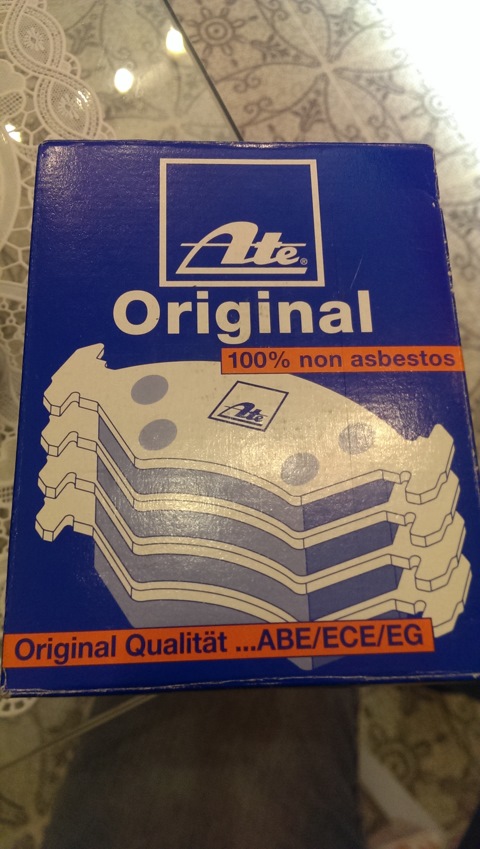 Ate®
Original
100% non asbestos
Ate
Original Qualität ...ABE/ECE/EG